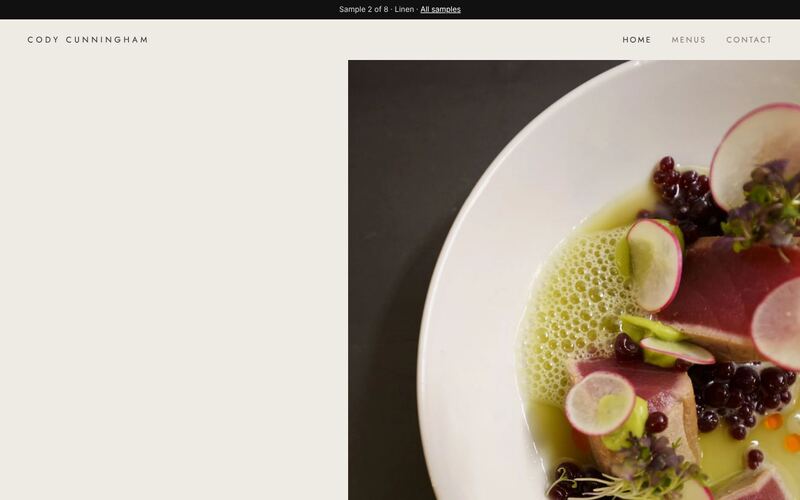 Sample 2 of 8 · Linen · All samples
CODY CUNNINGHAM
HOME MENUS CONTACT